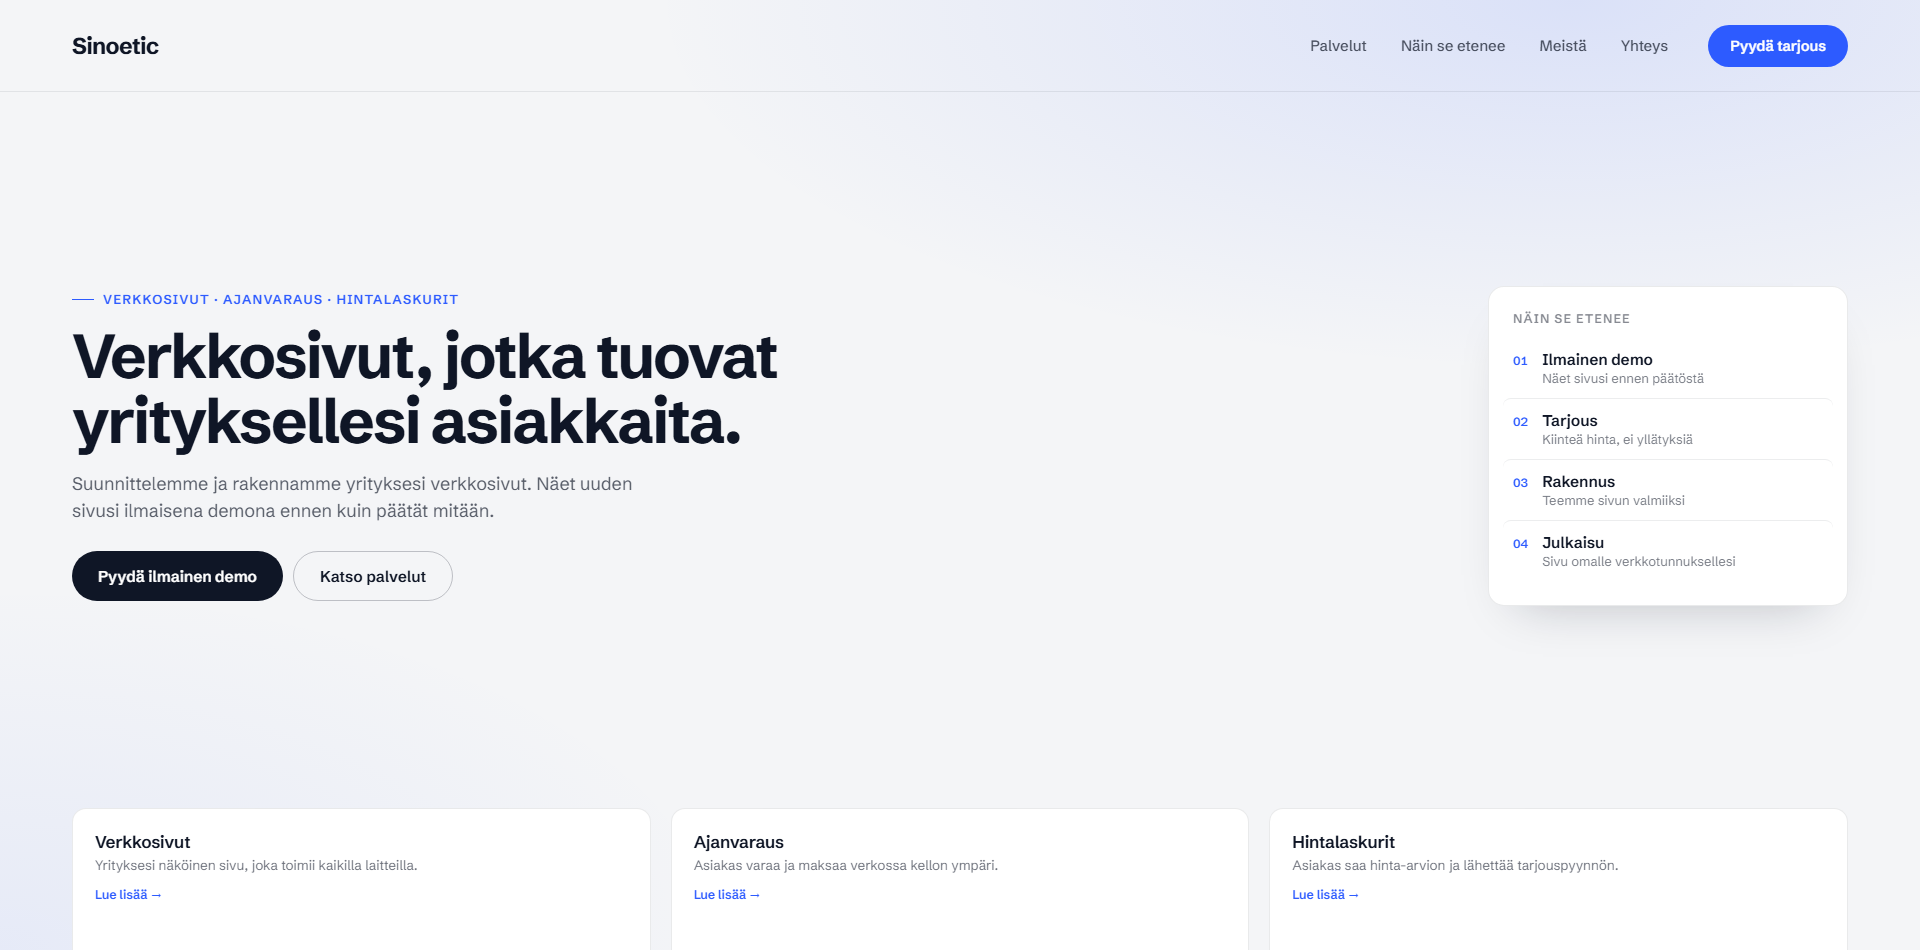 Sinoetic
Palvelut
Näin se etenee
Meistä
Yhteys
Pyydä tarjous
VERKKOSIVUT · AJANVARAUS · HINTALASKURIT
Verkkosivut, jotka tuovat
yrityksellesi asiakkaita.
Suunnittelemme ja rakennamme yrityksesi verkkosivut. Näet uuden
sivusi ilmaisena demona ennen kuin päätät mitään.
Pyydä ilmainen demo
Katso palvelut
NÄIN SE ETENEE
01 Ilmainen demo
Näet sivusi ennen päätöstä
02 Tarjous
Kiinteä hinta, ei yllätyksiä
03 Rakennus
Teemme sivun valmiiksi
04 Julkaisu
Sivu omalle verkkotunnuksellesi
Verkkosivut
Yrityksesi näköinen sivu, joka toimii kaikilla laitteilla.
Lue lisää →
Ajanvaraus
Asiakas varaa ja maksaa verkossa kellon ympäri.
Lue lisää →
Hintalaskurit
Asiakas saa hinta-arvion ja lähettää tarjouspyynnön.
Lue lisää →